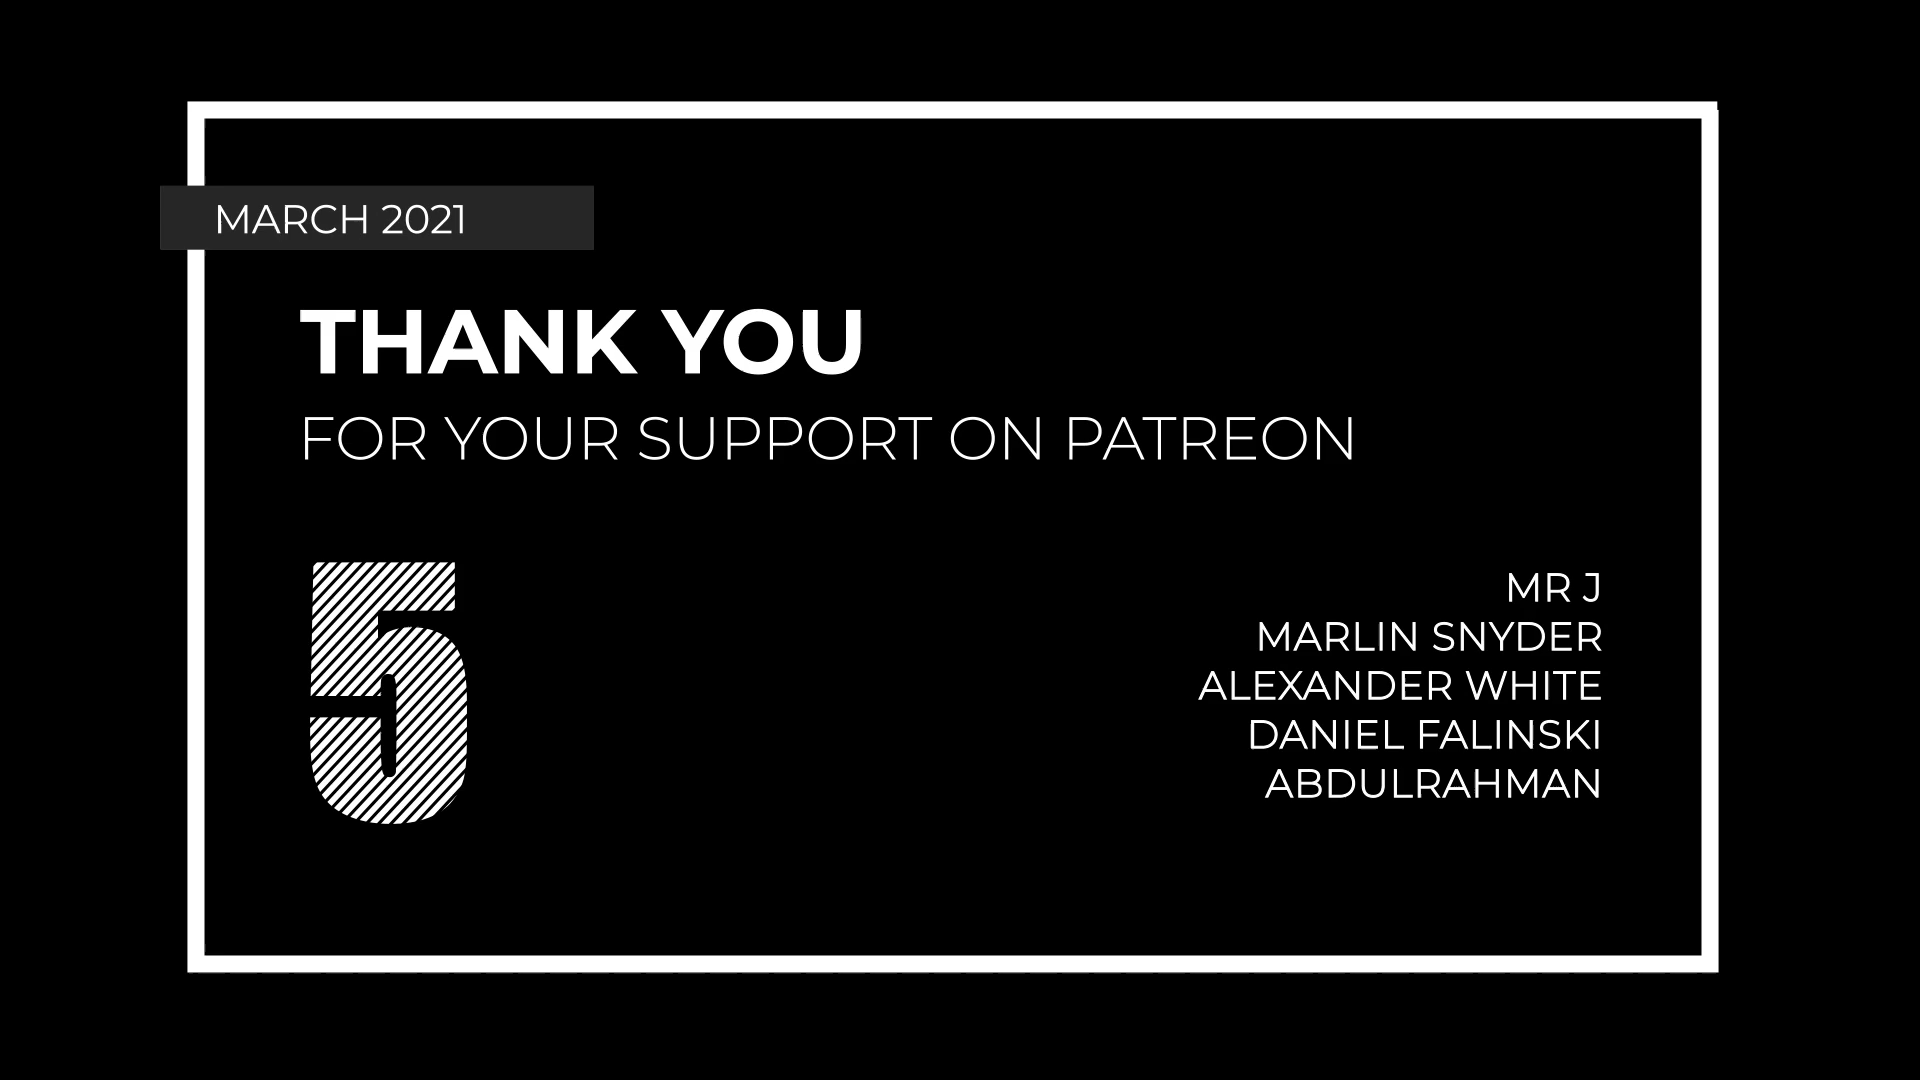 MARCH 2021
THANK YOU
FOR YOUR SUPPORT ON PATREON
5
MR J
MARLIN SNYDER
ALEXANDER WHITE
DANIEL FALINSKI
ABDULRAHMAN